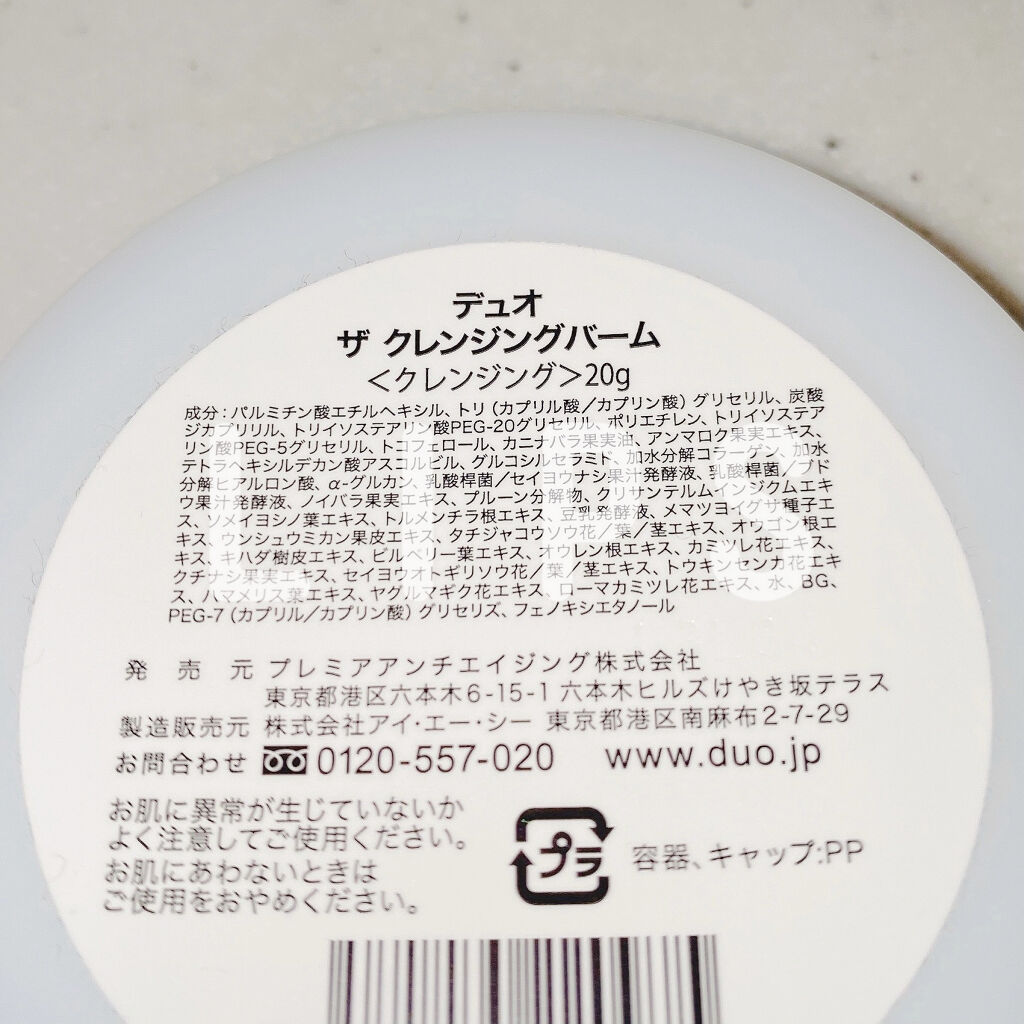 デュオ
ザ クレンジングバーム
＜クレンジング＞20g
成分：パルミチン酸エチルヘキシル、トリ（カプリル酸／カプリン酸）グリセリル、炭酸
ジカプリリル、トリイソステアリン酸PEG-20グリセリル、ポリエチレン、トリイソステア
リン酸PEG-5グリセリル、トコフェロール、カニナバラ果実油、アンマロク果実エキス、
テトラヘキシルデカン酸アスコルビル、グルコシルセラミド、加水分解コラーゲン、加水
分解ヒアルロン酸、α-グルカン、乳酸桿菌／セイヨウナシ果汁発酵液、乳酸桿菌／ブド
ウ果汁発酵液、ノイバラ果実エキス、プルーン分解物、クリサンテルムインジクムエキ
ス、ソメイヨシノ葉エキス、トルメンチラ根エキス、豆乳発酵液、メマツヨイグサ種子エ
キス、ウンシュウミカン果皮エキス、タチジャコウソウ花／葉／茎エキス、オウゴン根エ
キス、キハダ樹皮エキス、ビルベリー葉エキス、オウレン根エキス、カミツレ花エキス、
クチナシ果実エキス、セイヨウオトギリソウ花／葉／茎エキス、トウキンセンカ花エキ
ス、ハマメリス葉エキス、ヤグルマギク花エキス、ローマカミツレ花エキス、水、BG、
PEG-7（カプリル／カプリン酸）グリセリズ、フェノキシエタノール
発 売 元 プレミアアンチエイジング株式会社
東京都港区六本木6-15-1 六本木ヒルズけやき坂テラス
製造販売元 株式会社アイ・エー・シー 東京都港区南麻布2-7-29
お問合わせ 0120-557-020 www.duo.jp
お肌に異常が生じていないか
よく注意してご使用ください。
お肌にあわないときは
ご使用をおやめください。
プラ 容器、キャップ:PP